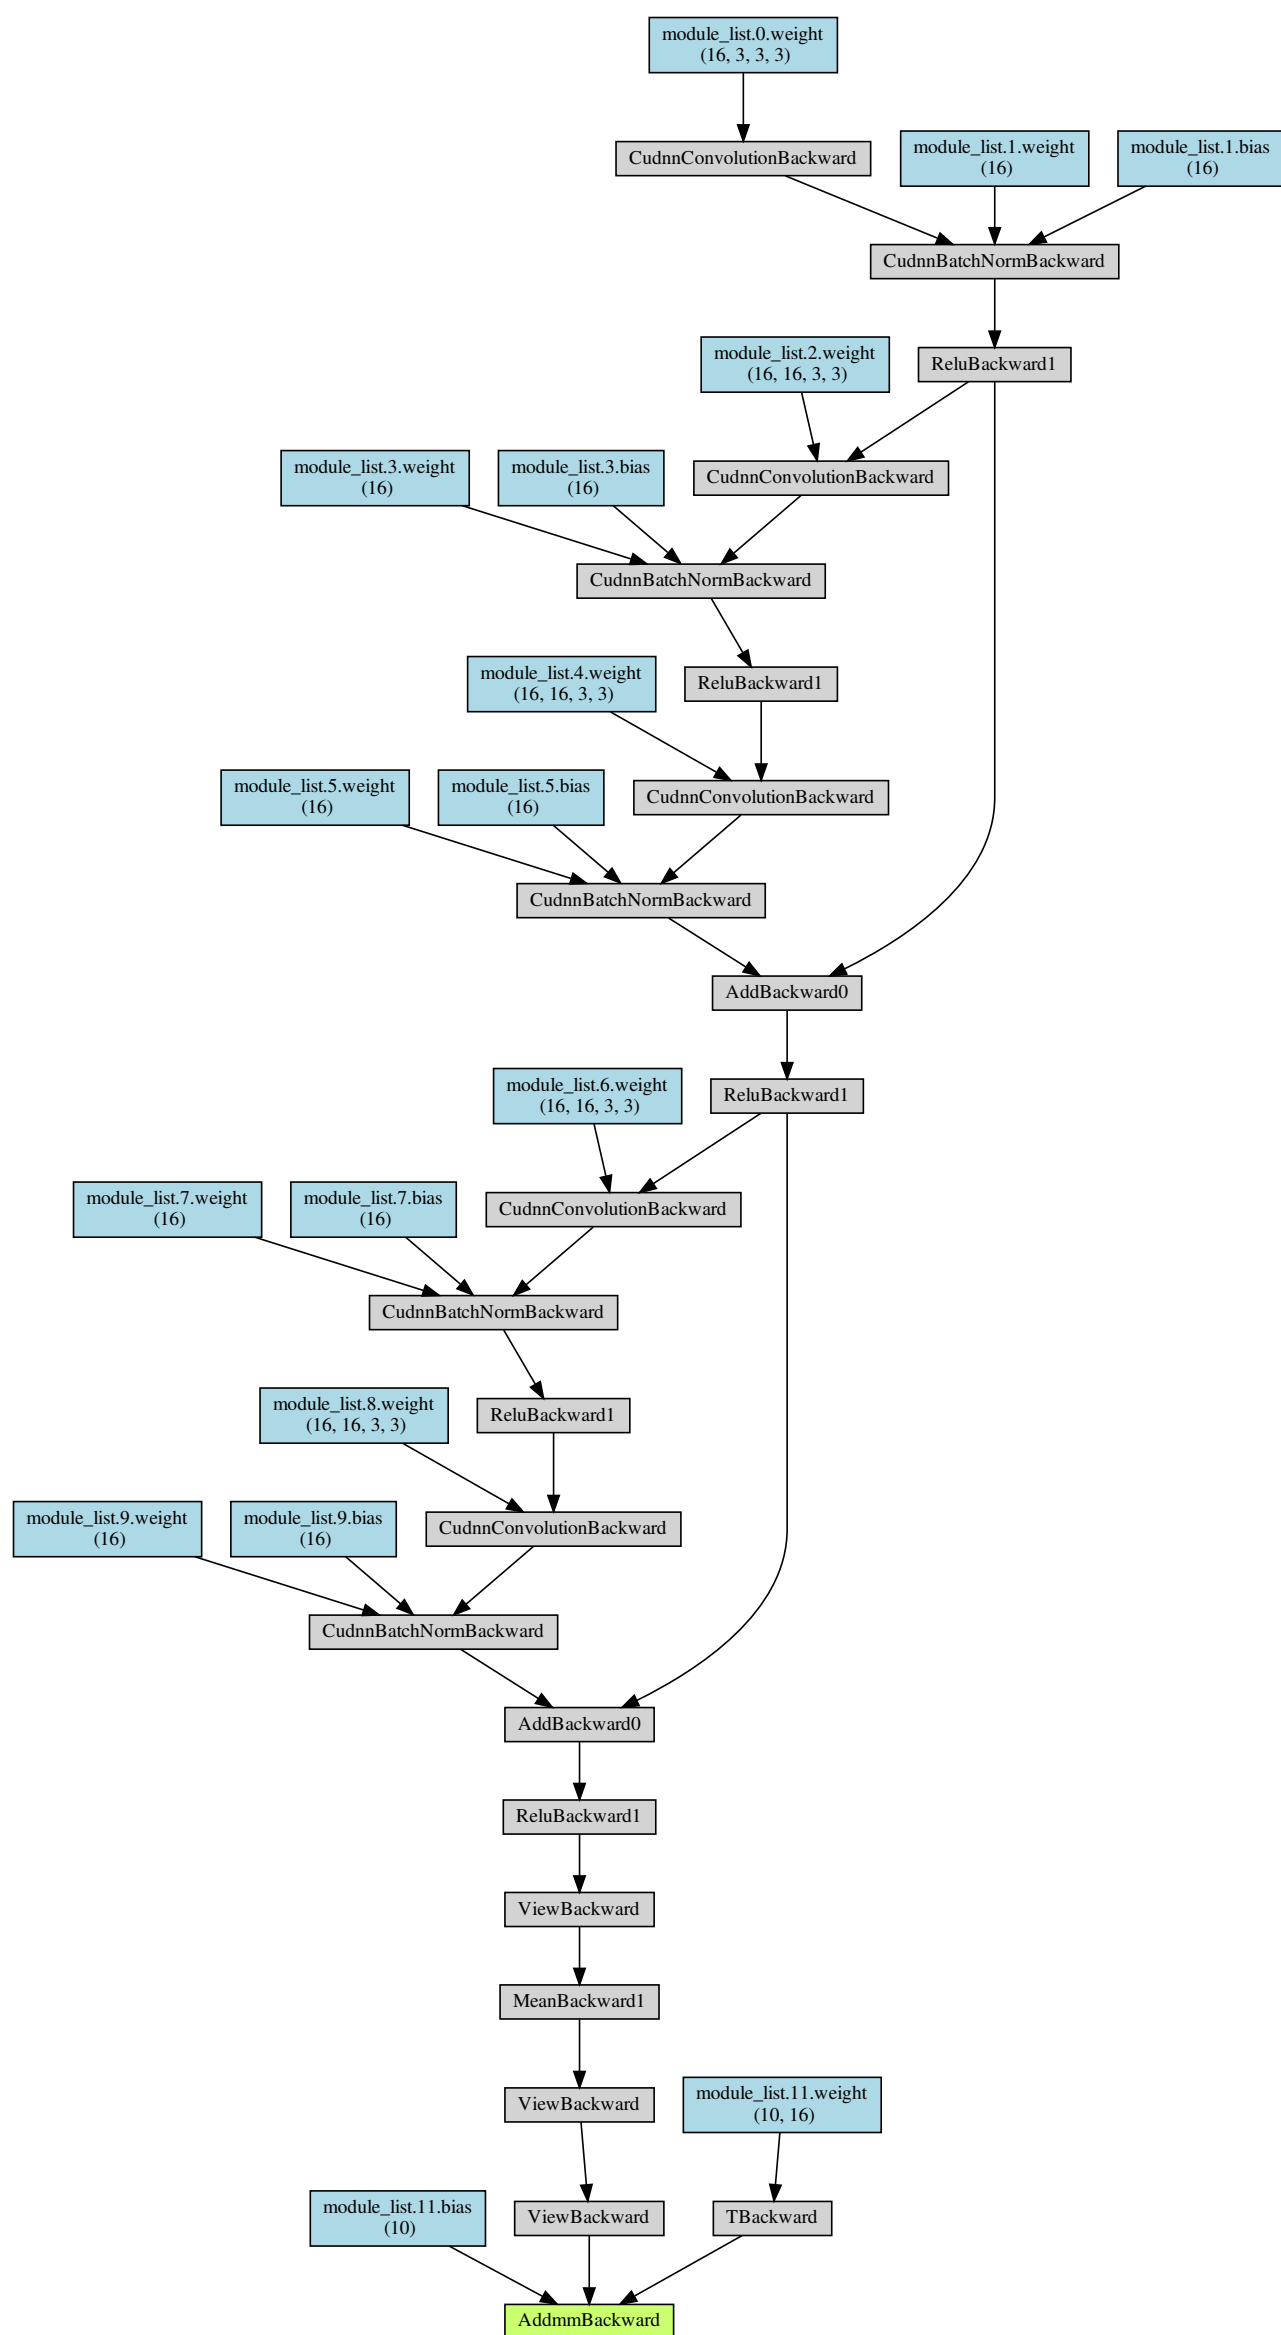 module_list.0.weight
(16, 3, 3, 3)
CudnnConvolutionBackward
module_list.1.weight
(16)
module_list.1.bias
(16)
CudnnBatchNormBackward
module_list.2.weight
(16, 16, 3, 3)
ReluBackward1
module_list.3.weight
(16)
module_list.3.bias
(16)
CudnnConvolutionBackward
CudnnBatchNormBackward
module_list.4.weight
(16, 16, 3, 3)
ReluBackward1
module_list.5.weight
(16)
module_list.5.bias
(16)
CudnnConvolutionBackward
CudnnBatchNormBackward
AddBackward0
module_list.6.weight
(16, 16, 3, 3)
ReluBackward1
module_list.7.weight
(16)
module_list.7.bias
(16)
CudnnConvolutionBackward
CudnnBatchNormBackward
module_list.8.weight
(16, 16, 3, 3)
ReluBackward1
module_list.9.weight
(16)
module_list.9.bias
(16)
CudnnConvolutionBackward
CudnnBatchNormBackward
AddBackward0
ReluBackward1
ViewBackward
MeanBackward1
ViewBackward
module_list.11.weight
(10, 16)
module_list.11.bias
(10)
ViewBackward
TBackward
AddmmBackward